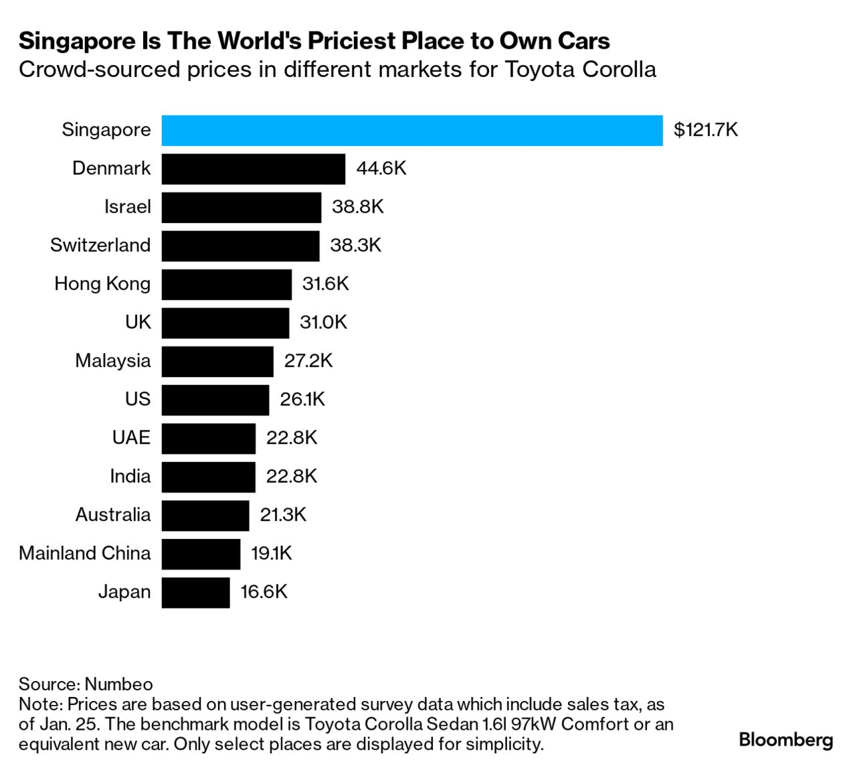 Singapore Is The World's Priciest Place to Own Cars
Crowd-sourced prices in different markets for Toyota Corolla
Singapore $121.7K
Denmark 44.6K
Israel 38.8K
Switzerland 38.3K
Hong Kong 31.6K
UK 31.0K
Malaysia 27.2K
US 26.1K
UAE 22.8K
India 22.8K
Australia 21.3K
Mainland China 19.1K
Japan 16.6K
Source: Numbeo
Note: Prices are based on user-generated survey data which include sales tax, as
of Jan. 25. The benchmark model is Toyota Corolla Sedan 1.6l 97kW Comfort or an
equivalent new car. Only select places are displayed for simplicity.
Bloomberg